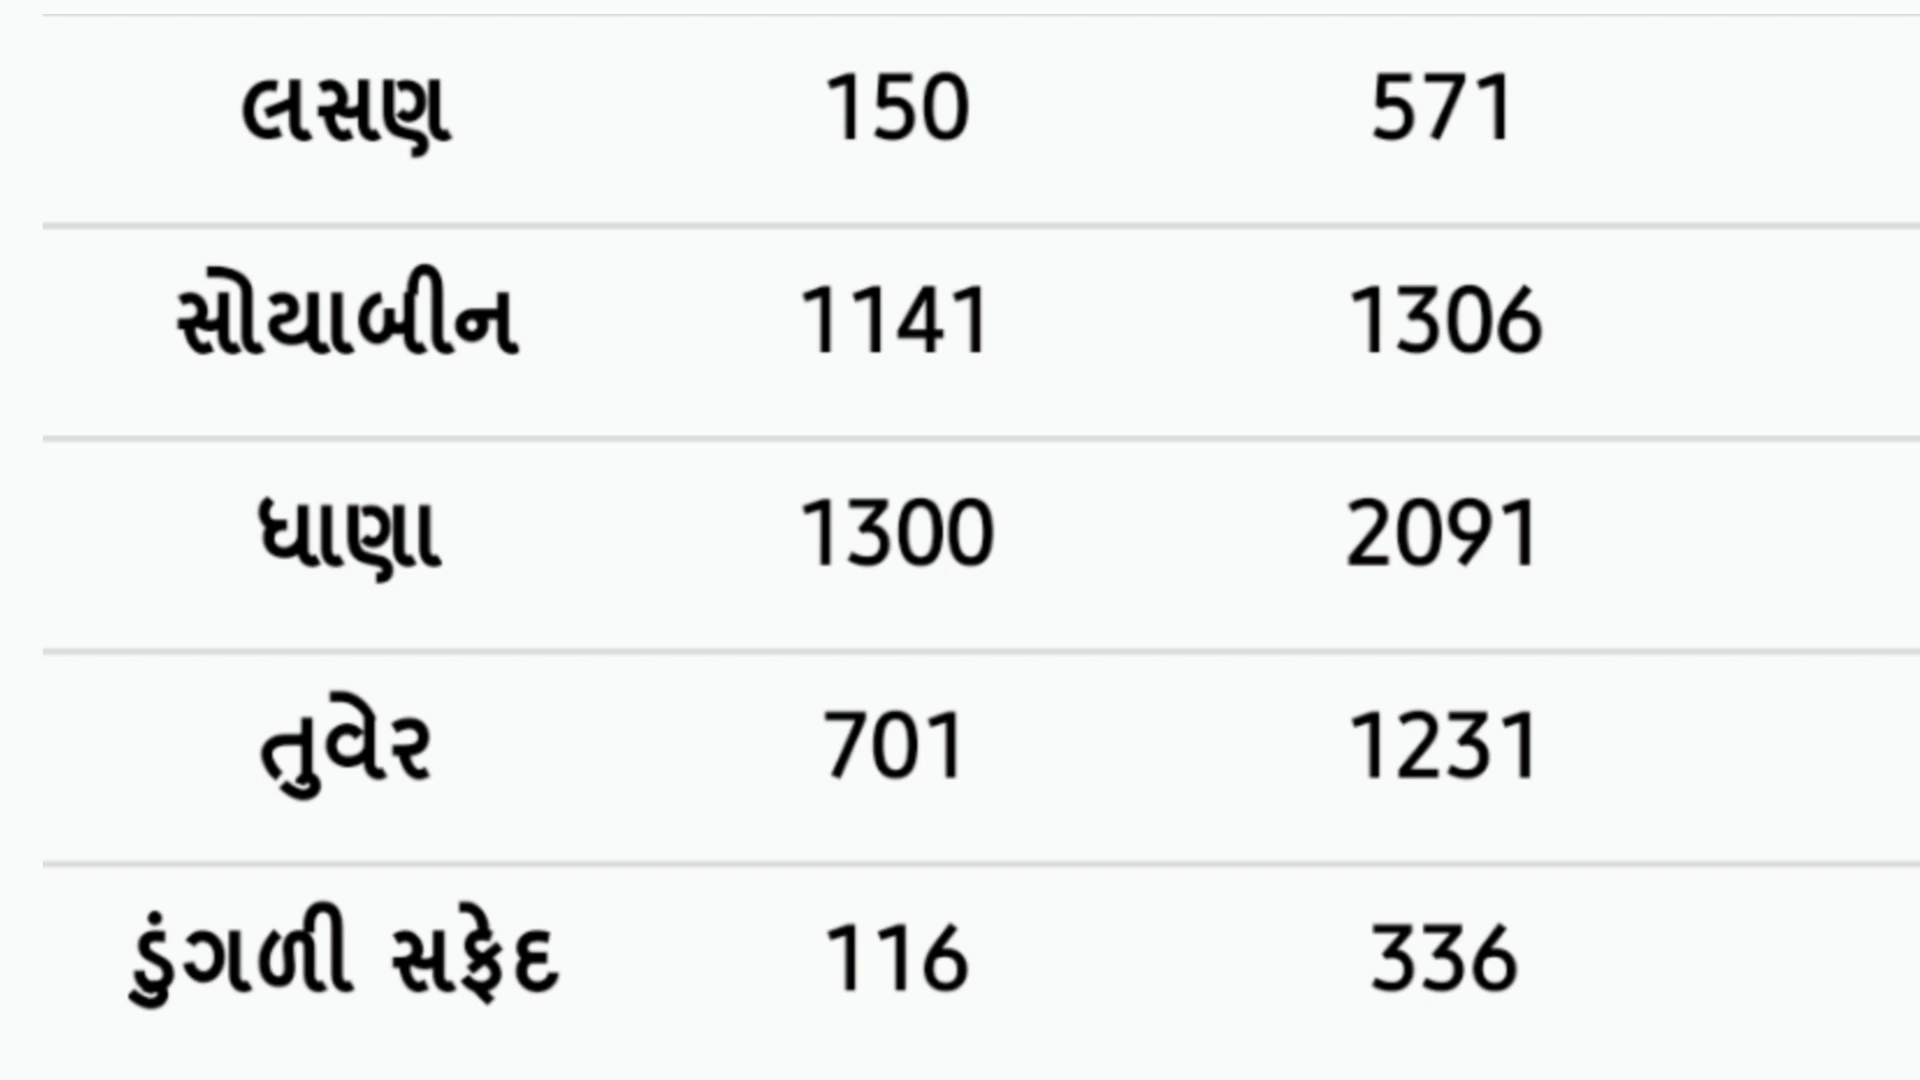 લસણ 150 571
સોયાબીન 1141 1306
ધાણા 1300 2091
તુવેર 701 1231
ડુંગળી સફેદ 116 336